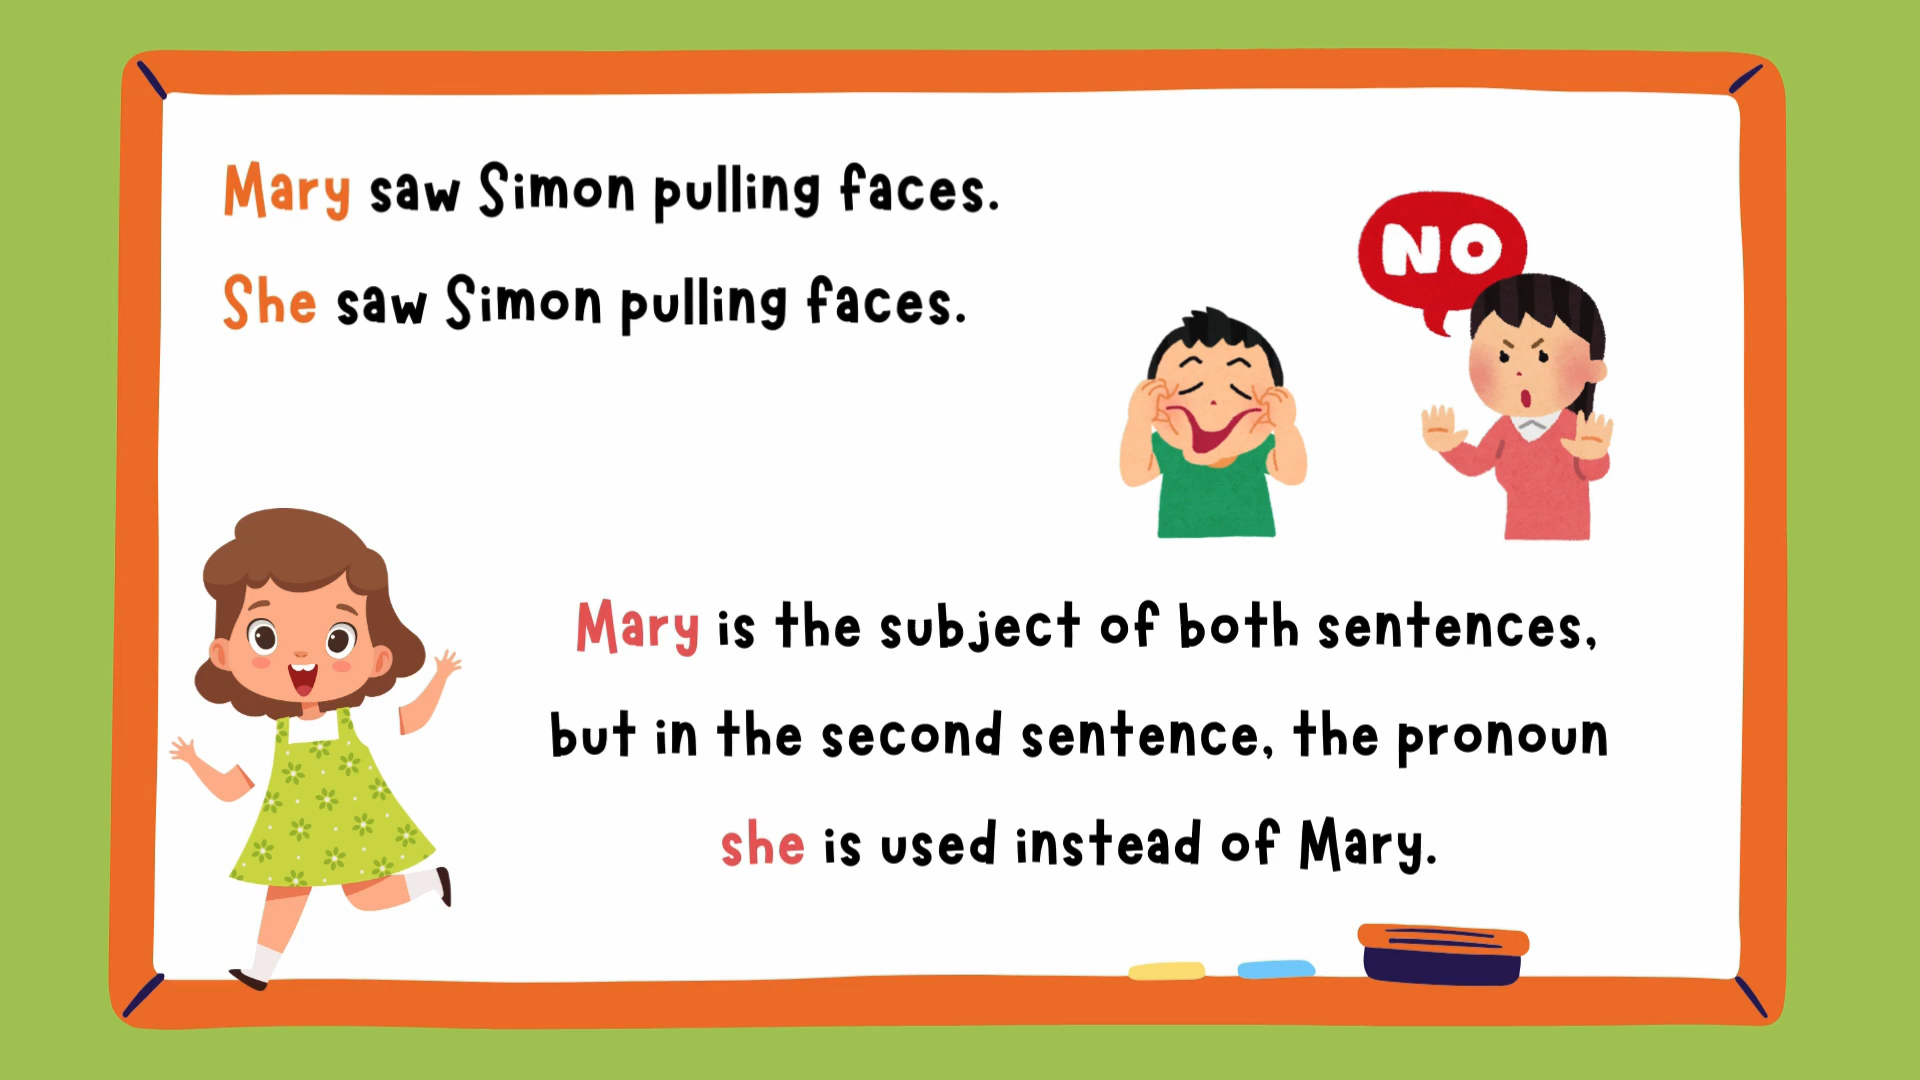 Mary saw Simon pulling faces.
She saw Simon pulling faces.
NO
Mary is the subject of both sentences,
but in the second sentence, the pronoun
she is used instead of Mary.